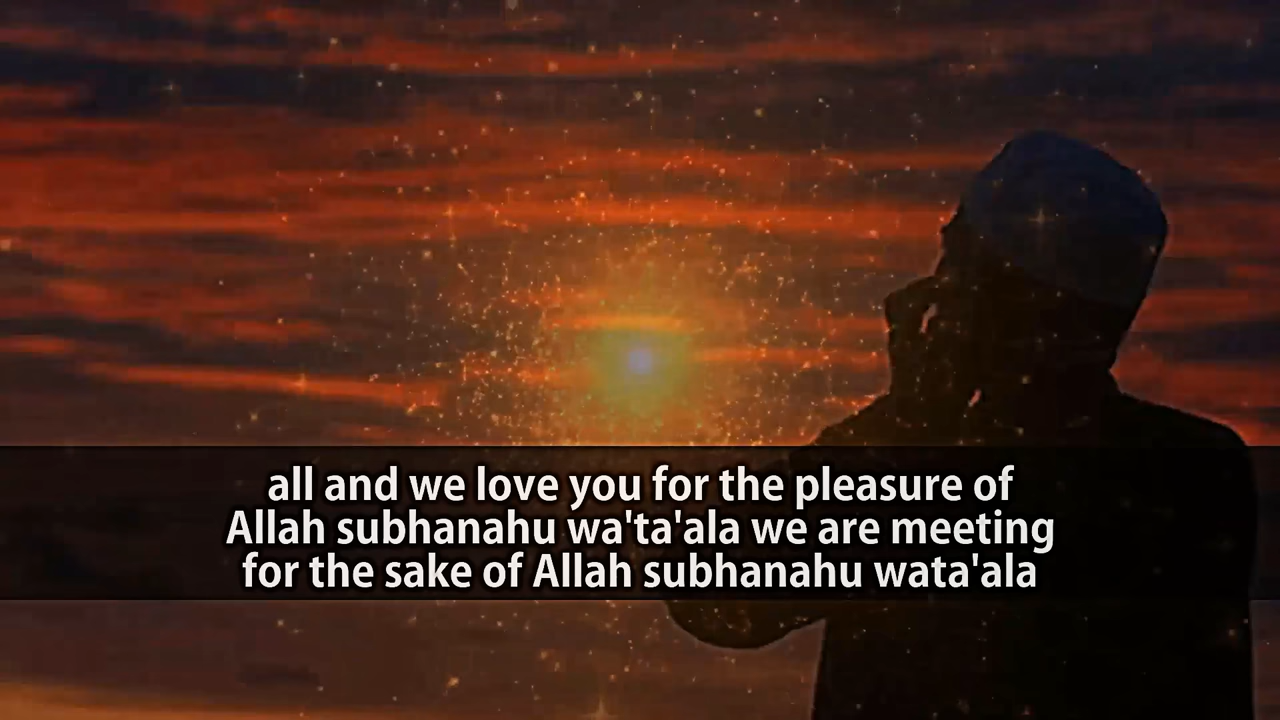 all and we love you for the pleasure of
Allah subhanahu wa'ta'ala we are meeting
for the sake of Allah subhanahu wata'ala